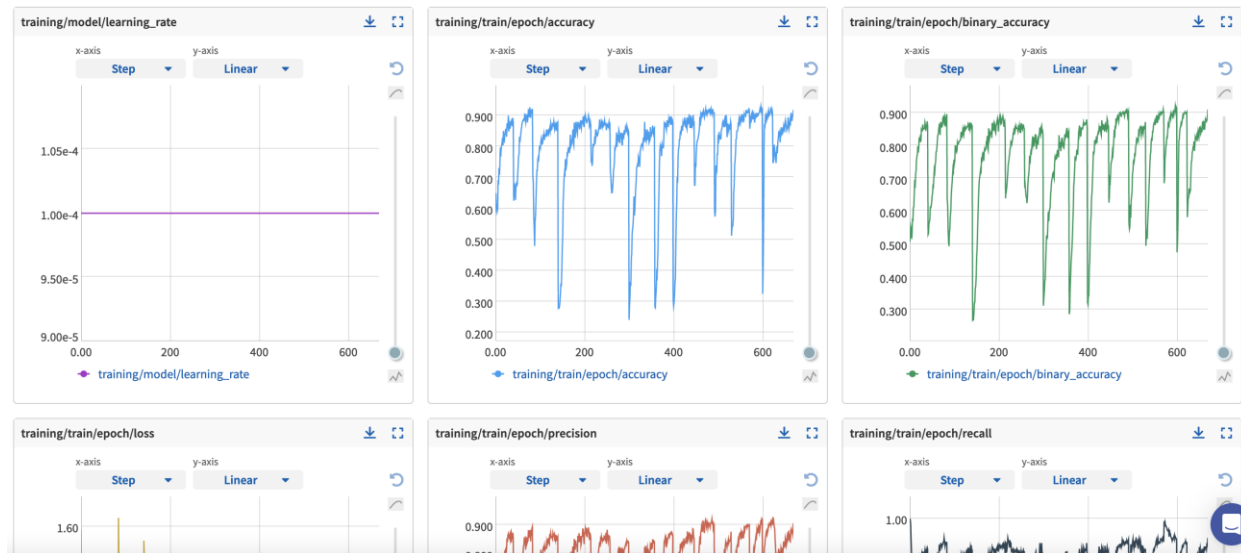 training/model/learning_rate
x-axis y-axis
Step Linear
1.05e-4
1.00e-4
9.50e-5
9.00e-5
0.00 200 400 600
training/model/learning_rate
training/train/epoch/accuracy
x-axis y-axis
Step Linear
0.900
0.800
0.700
0.600
0.500
0.400
0.300
0.200
0.00 200 400 600
training/train/epoch/accuracy
training/train/epoch/binary_accuracy
x-axis y-axis
Step Linear
0.900
0.800
0.700
0.600
0.500
0.400
0.300
0.00 200 400 600
training/train/epoch/binary_accuracy
training/train/epoch/loss
x-axis y-axis
Step Linear
1.60
training/train/epoch/precision
x-axis y-axis
Step Linear
0.900
training/train/epoch/recall
x-axis y-axis
Step Linear
1.00